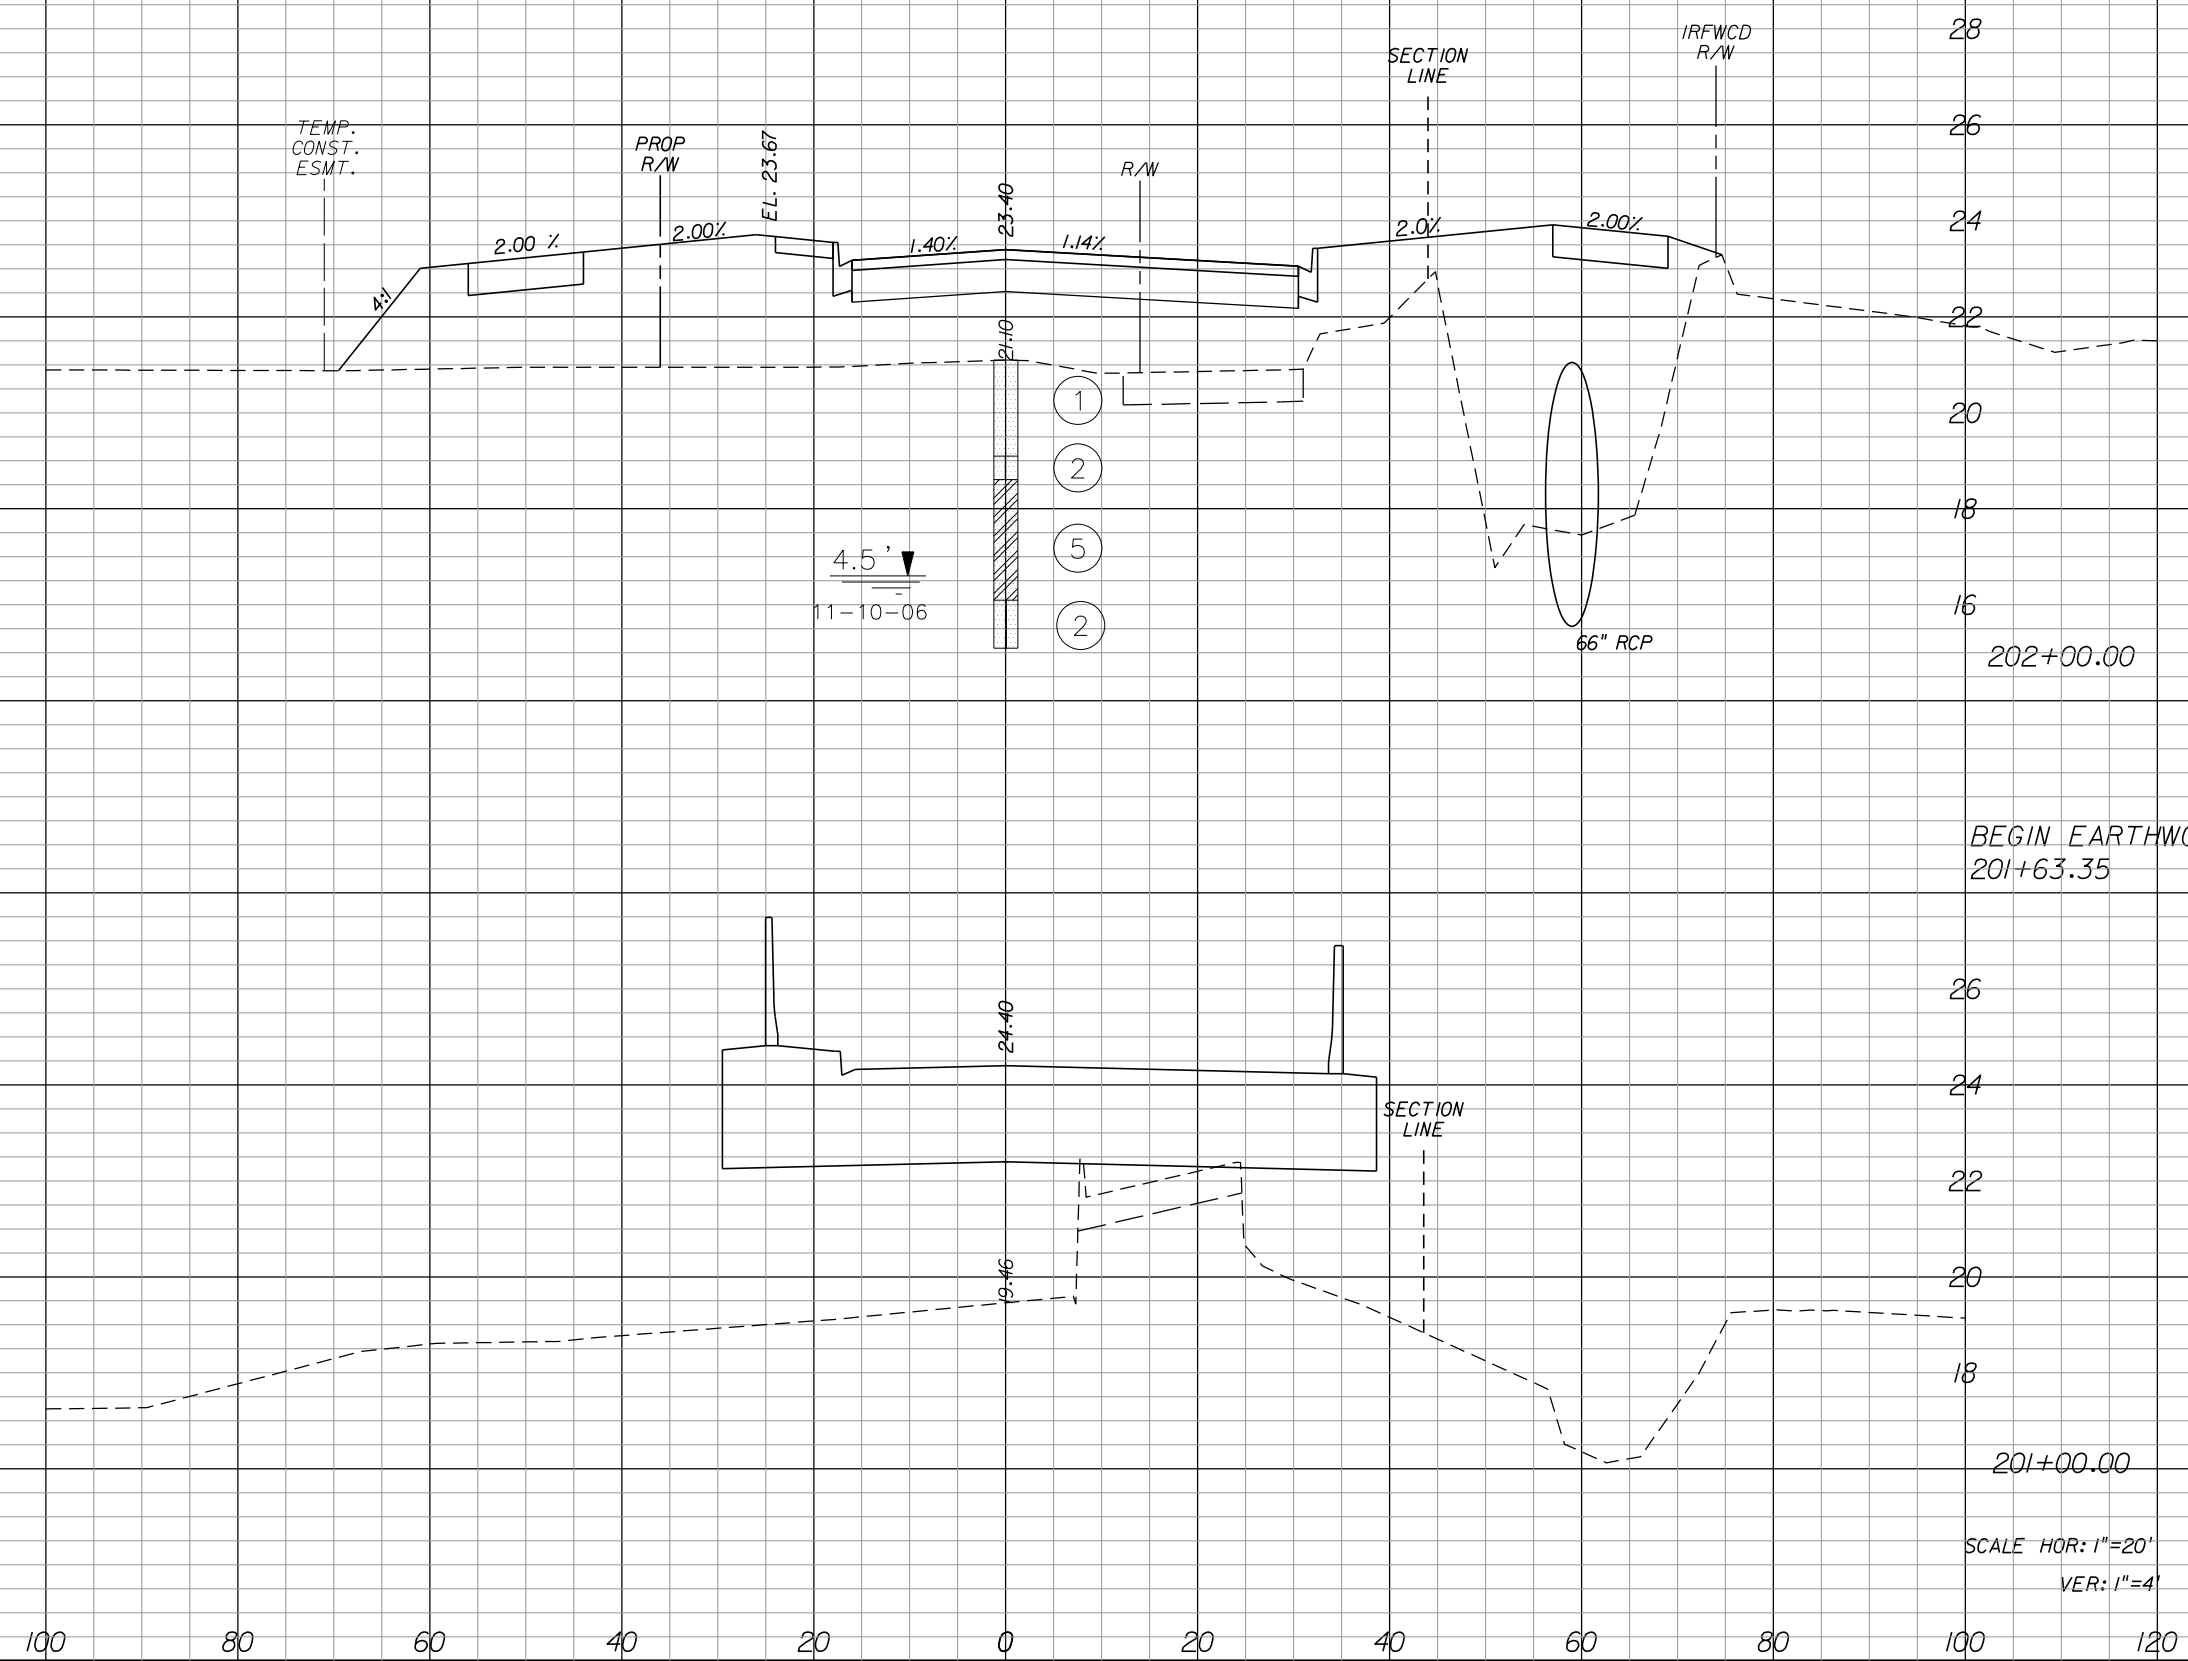 28
IRFWCD
R/W
SECTION
LINE
26
TEMP.
CONST.
ESMT.
PROP
R/W
EL. 23.67
23.40
R/W
24
2.00 %
2.00%
1.40%
1.14%
2.0%
2.00%
4:1
22
21.10
1
20
2
18
5
4.5 '
11-10-06
16
2
66" RCP
202+00.00
BEGIN EARTHWO
201+63.35
26
24.40
24
SECTION
LINE
22
19.46
20
18
201+00.00
SCALE HOR: 1"=20'
VER: 1"=4'
100 80 60 40 20 0 20 40 60 80 100 120